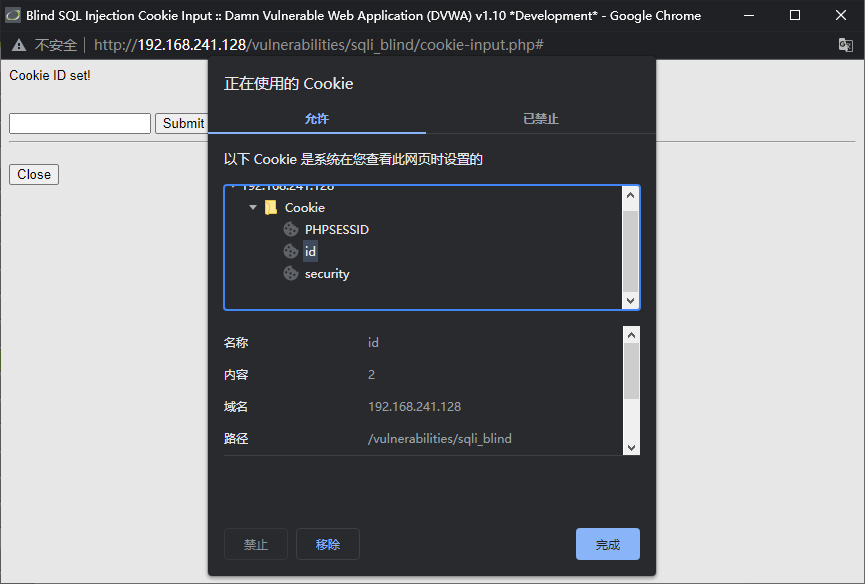 Blind SQL Injection Cookie Input :: Damn Vulnerable Web Application (DVWA) v1.10 *Development* - Google Chrome
不安全 | http://192.168.241.128/vulnerabilities/sqli_blind/cookie-input.php#
Cookie ID set!
Submit
Close
正在使用的 Cookie
允许 已禁止
以下 Cookie 是系统在您查看此网页时设置的
192.168.241.128
Cookie
PHPSESSID
id
security
名称 id
内容 2
域名 192.168.241.128
路径 /vulnerabilities/sqli_blind
禁止 移除 完成